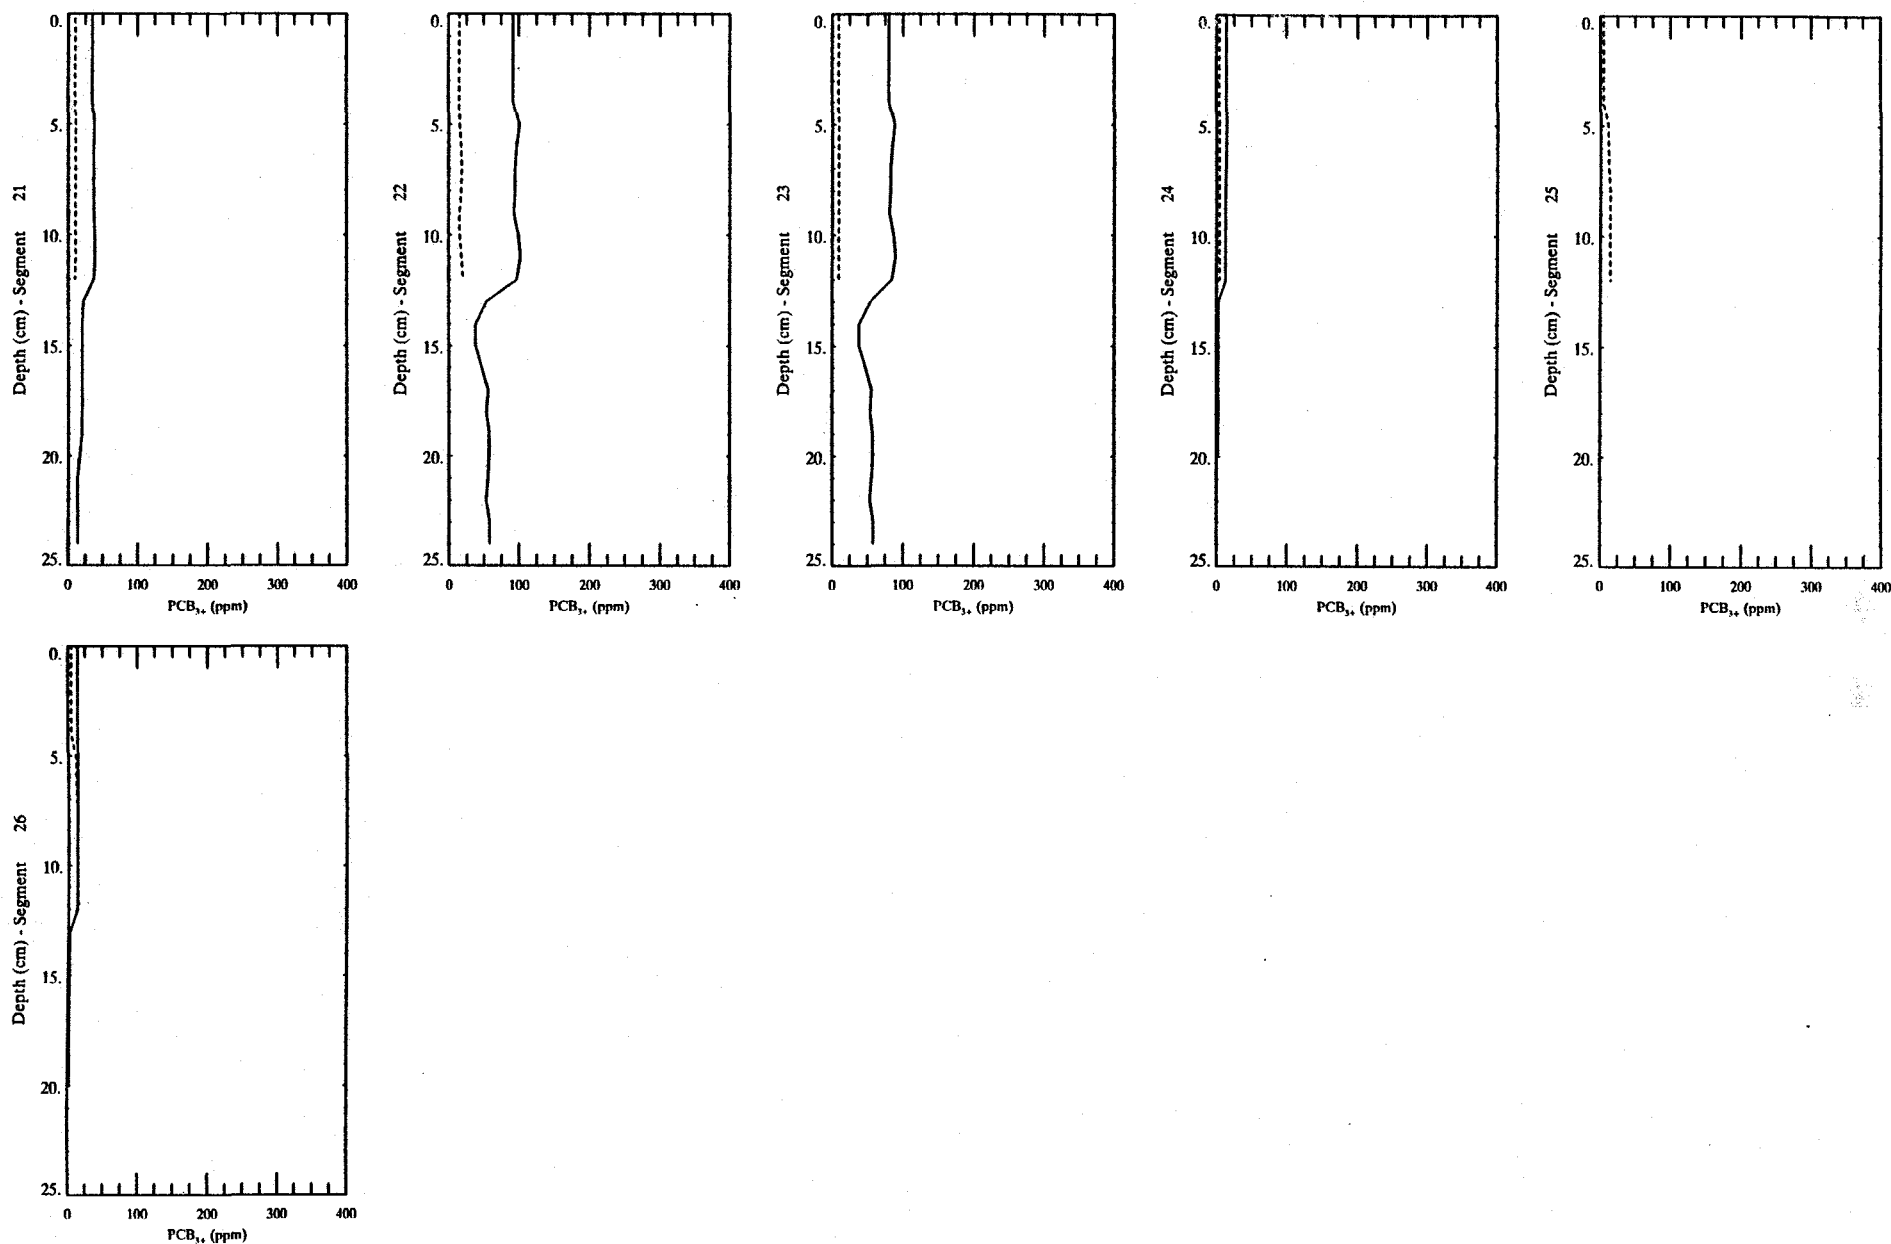 Depth (cm) - Segment 21
0.
5.
10.
15.
20.
25.
0 100 200 300 400
PCB₃₊ (ppm)
Depth (cm) - Segment 22
0.
5.
10.
15.
20.
25.
0 100 200 300 400
PCB₃₊ (ppm)
Depth (cm) - Segment 23
0.
5.
10.
15.
20.
25.
0 100 200 300 400
PCB₃₊ (ppm)
Depth (cm) - Segment 24
0.
5.
10.
15.
20.
25.
0 100 200 300 400
PCB₃₊ (ppm)
Depth (cm) - Segment 25
0.
5.
10.
15.
20.
25.
0 100 200 300 400
PCB₃₊ (ppm)
Depth (cm) - Segment 26
0.
5.
10.
15.
20.
25.
0 100 200 300 400
PCB₃₊ (ppm)